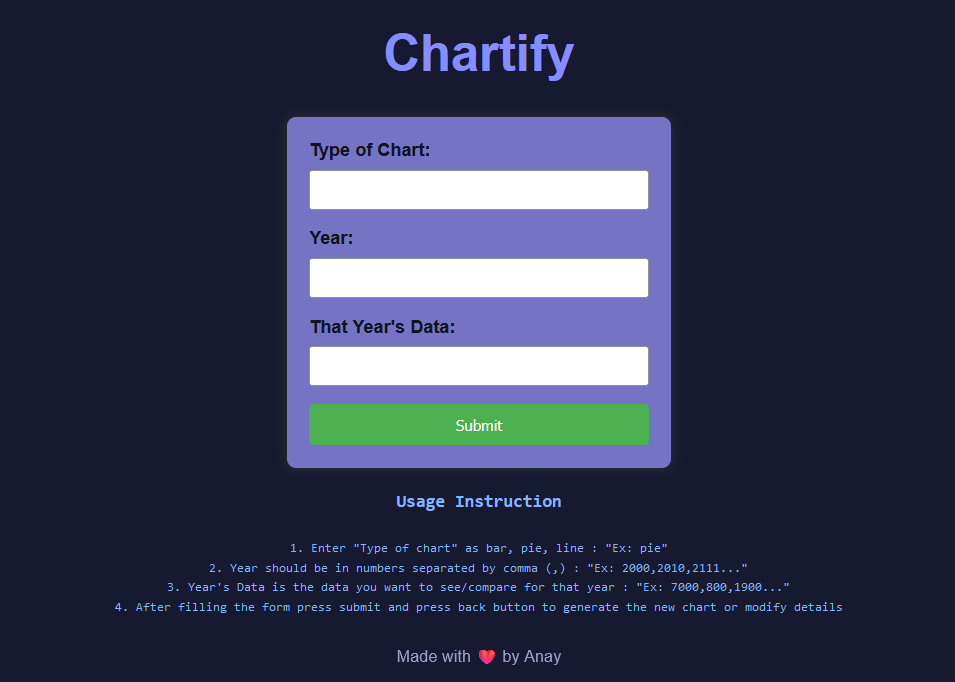 Chartify
Type of Chart:
Year:
That Year's Data:
Submit
Usage Instruction
1. Enter "Type of chart" as bar, pie, line : "Ex: pie"
2. Year should be in numbers separated by comma (,) : "Ex: 2000,2010,2111..."
3. Year's Data is the data you want to see/compare for that year : "Ex: 7000,800,1900..."
4. After filling the form press submit and press back button to generate the new chart or modify details
Made with ❤️ by Anay